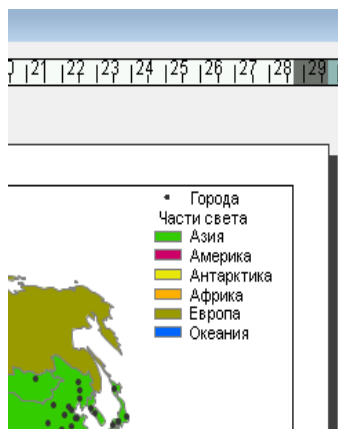 21 22 23 24 25 26 27 28 29
Города
Части света
Азия
Америка
Антарктика
Африка
Европа
Океания